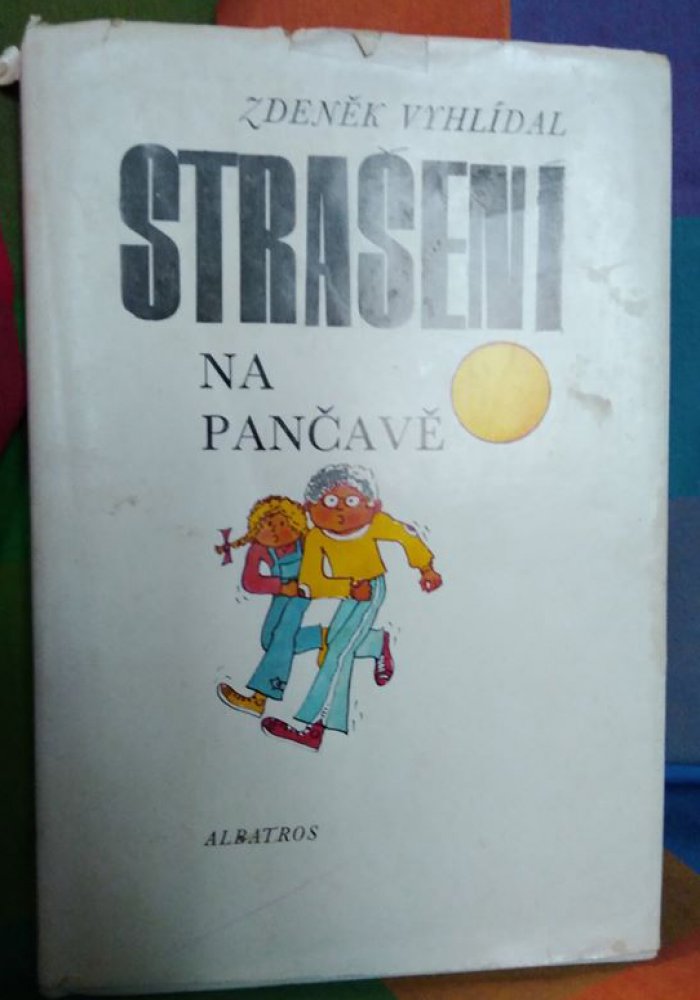 ZDENĚK VYHLÍDAL
STRAŠENÍ
NA
PANČAVĚ
ALBATROS